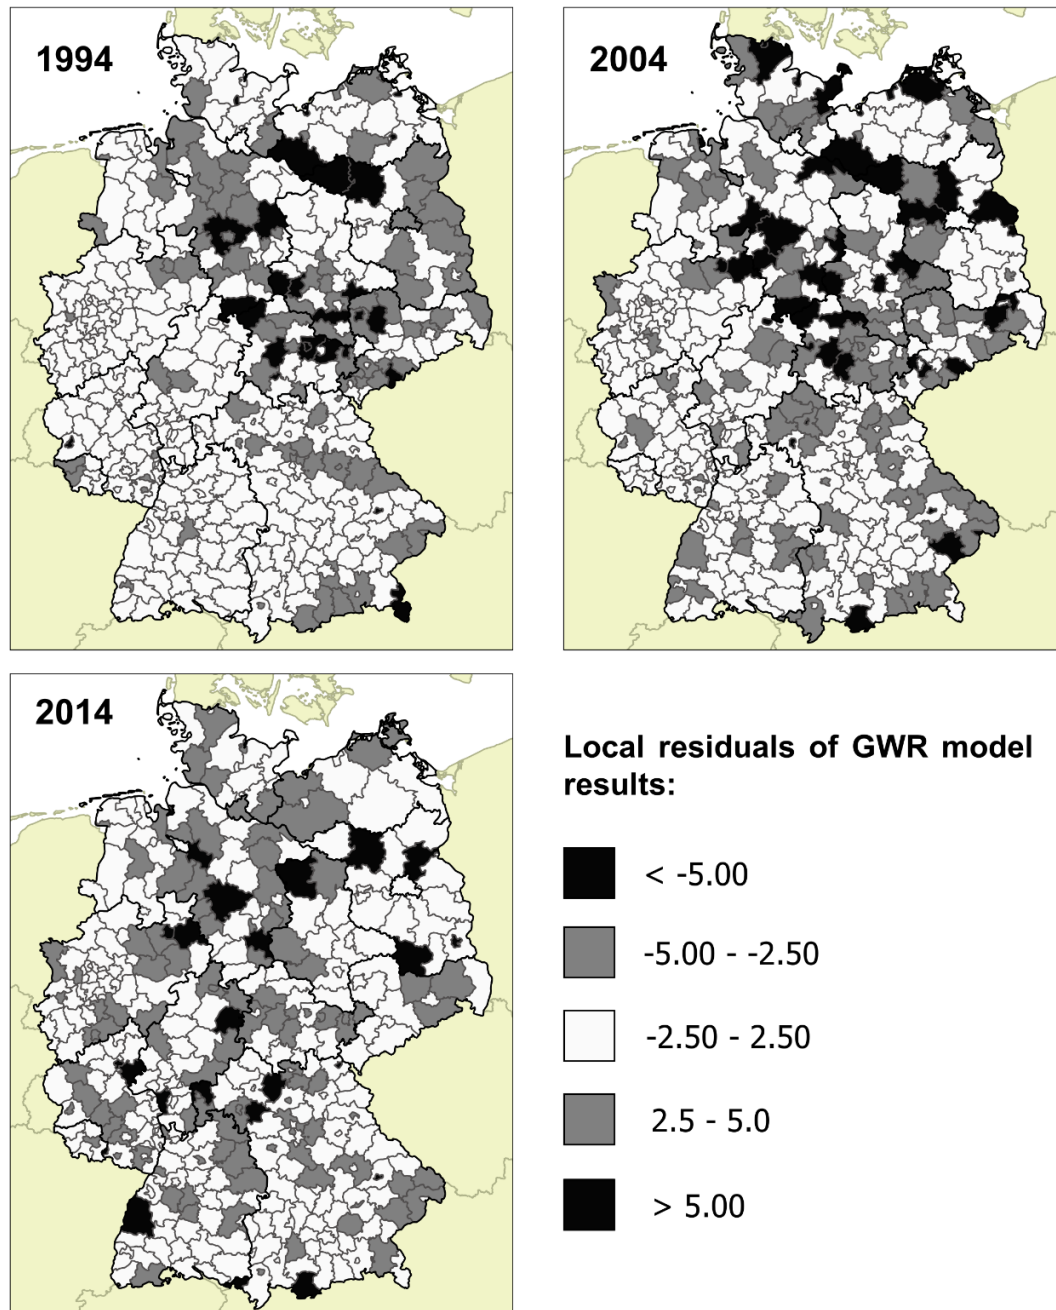 1994
2004
2014
Local residuals of GWR model
results:
< -5.00
-5.00 - -2.50
-2.50 - 2.50
2.5 - 5.0
> 5.00